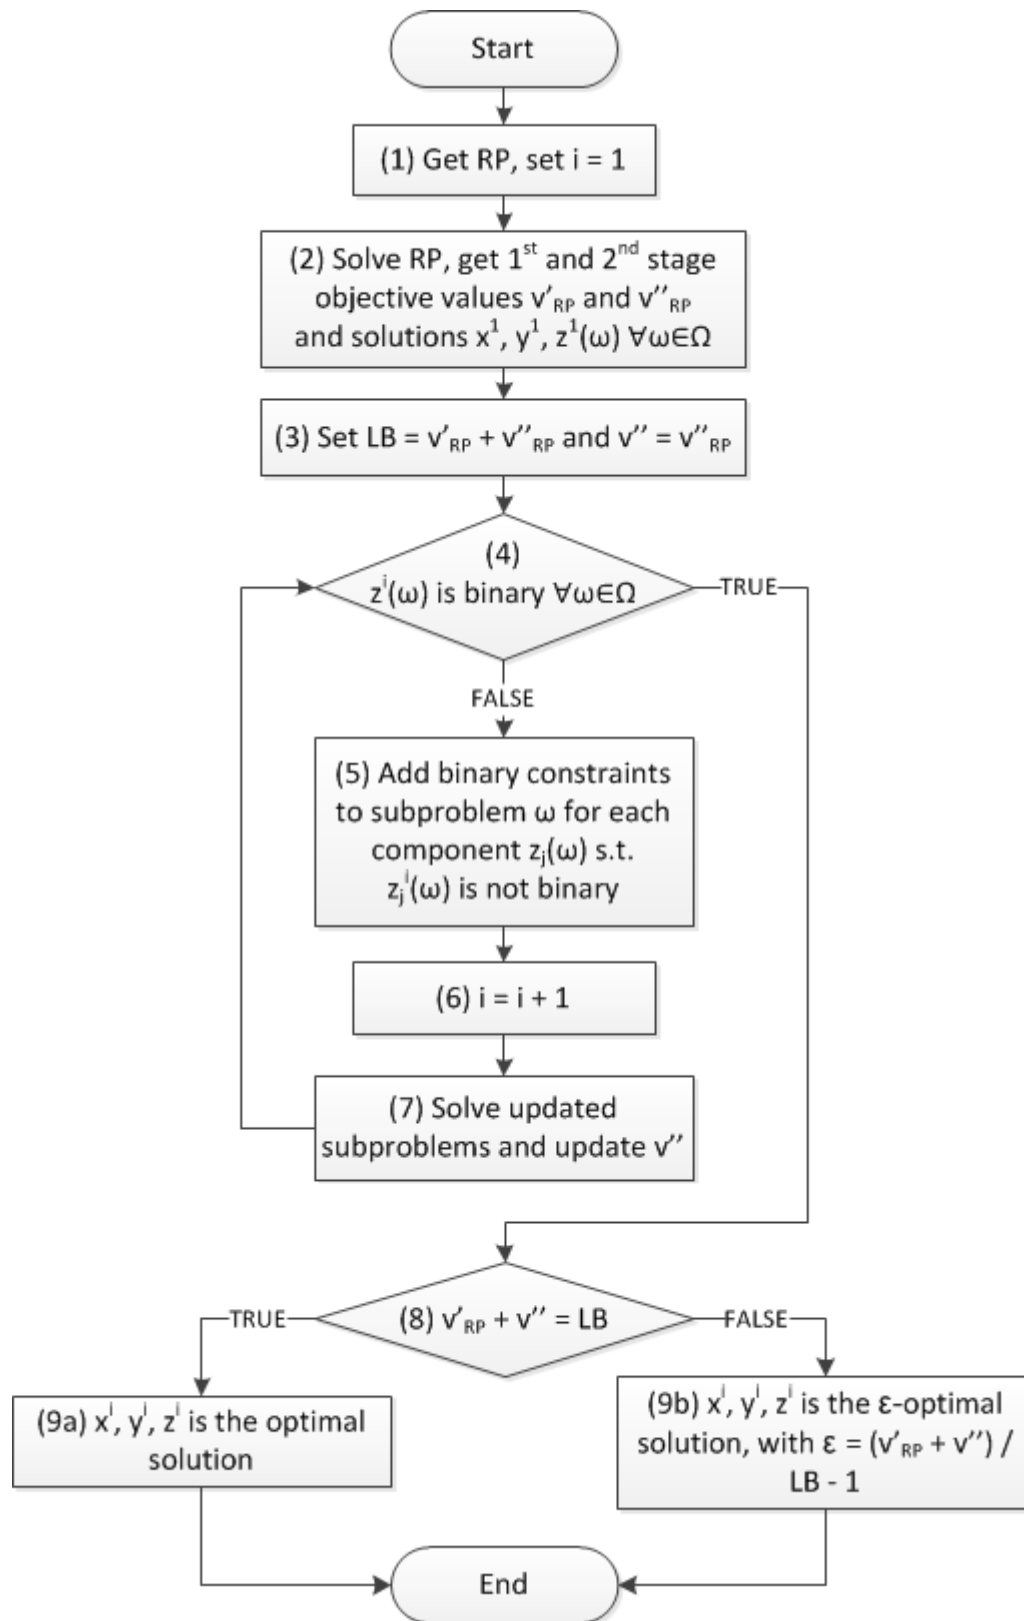 Start
(1) Get RP, set i = 1
(2) Solve RP, get 1ˢᵗ and 2ⁿᵈ stage
objective values v′RP and v′′RP
and solutions x¹, y¹, z¹(ω) ∀ω∈Ω
(3) Set LB = v′RP + v′′RP and v′′ = v′′RP
(4)
zⁱ(ω) is binary ∀ω∈Ω
TRUE
FALSE
(5) Add binary constraints
to subproblem ω for each
component zⱼ(ω) s.t.
zⱼⁱ(ω) is not binary
(6) i = i + 1
(7) Solve updated
subproblems and update v′′
(8) v′RP + v′′ = LB
TRUE
FALSE
(9a) xⁱ, yⁱ, zⁱ is the optimal
solution
(9b) xⁱ, yⁱ, zⁱ is the ε-optimal
solution, with ε = (v′RP + v′′) /
LB - 1
End